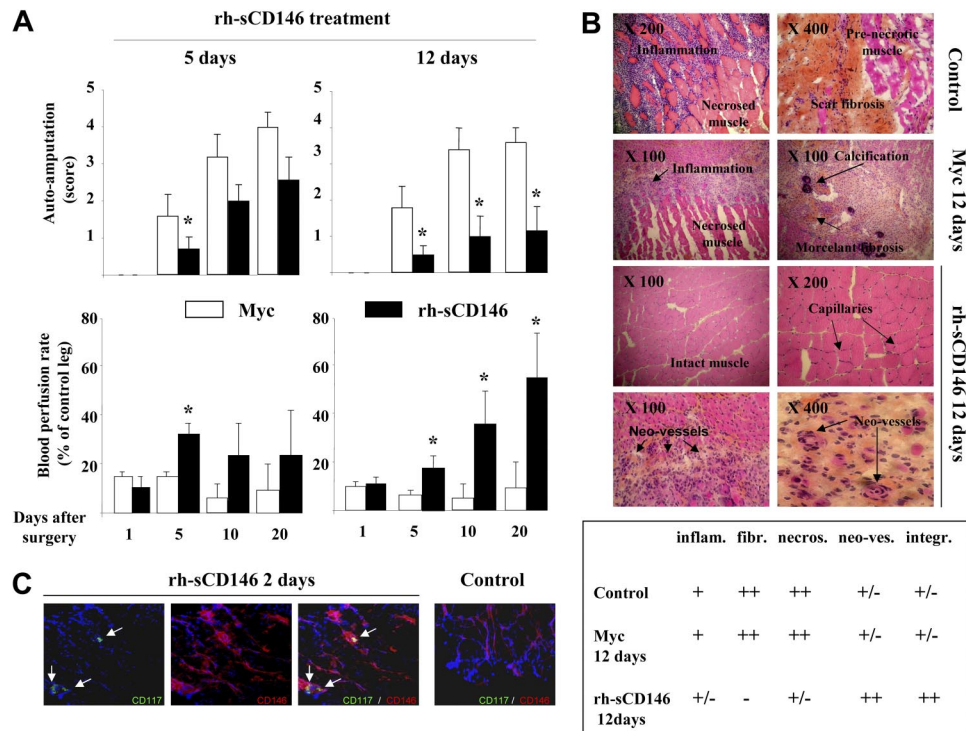 A
rh-sCD146 treatment
5 days
12 days
Auto-amputation
(score)
5
4
3
2
1
*
5
4
3
2
1
*
*
*
Myc
rh-sCD146
Blood perfusion rate
(% of control leg)
80
60
40
20
*
80
60
40
20
*
*
*
Days after
surgery
1 5 10 20
1 5 10 20
B
X 200
Inflammation
Necrosed
muscle
X 400
Pre-necrotic
muscle
Scar fibrosis
Control
X 100
Inflammation
Necrosed
muscle
X 100
Calcification
Morcelant fibrosis
Myc 12 days
X 100
Intact muscle
X 200
Capillaries
X 100
Neo-vessels
X 400
Neo-vessels
rh-sCD146 12 days
inflam. fibr. necros. neo-ves. integr.
Control + ++ ++ +/- +/-
Myc
12 days + ++ ++ +/- +/-
rh-sCD146
12days +/- - +/- ++ ++
C
rh-sCD146 2 days
Control
CD117
CD146
CD117 / CD146
CD117 / CD146